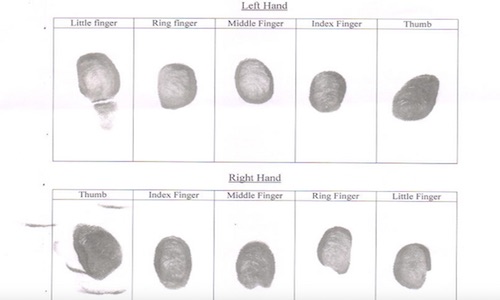 Left Hand
Little finger Ring finger Middle Finger Index Finger Thumb
Right Hand
Thumb Index Finger Middle Finger Ring Finger Little Finger